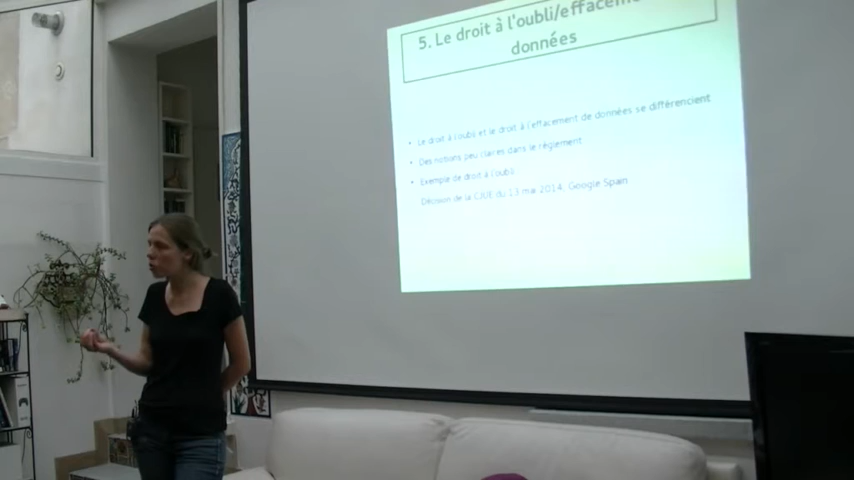 5. Le droit à l'oubli/effaceme
données
• Le droit à l'oubli et le droit à l'effacement de données se différencient
• Des notions peu claires dans le règlement
• Exemple de droit à l'oubli
Décision de la CJUE du 13 mai 2014, Google Spain